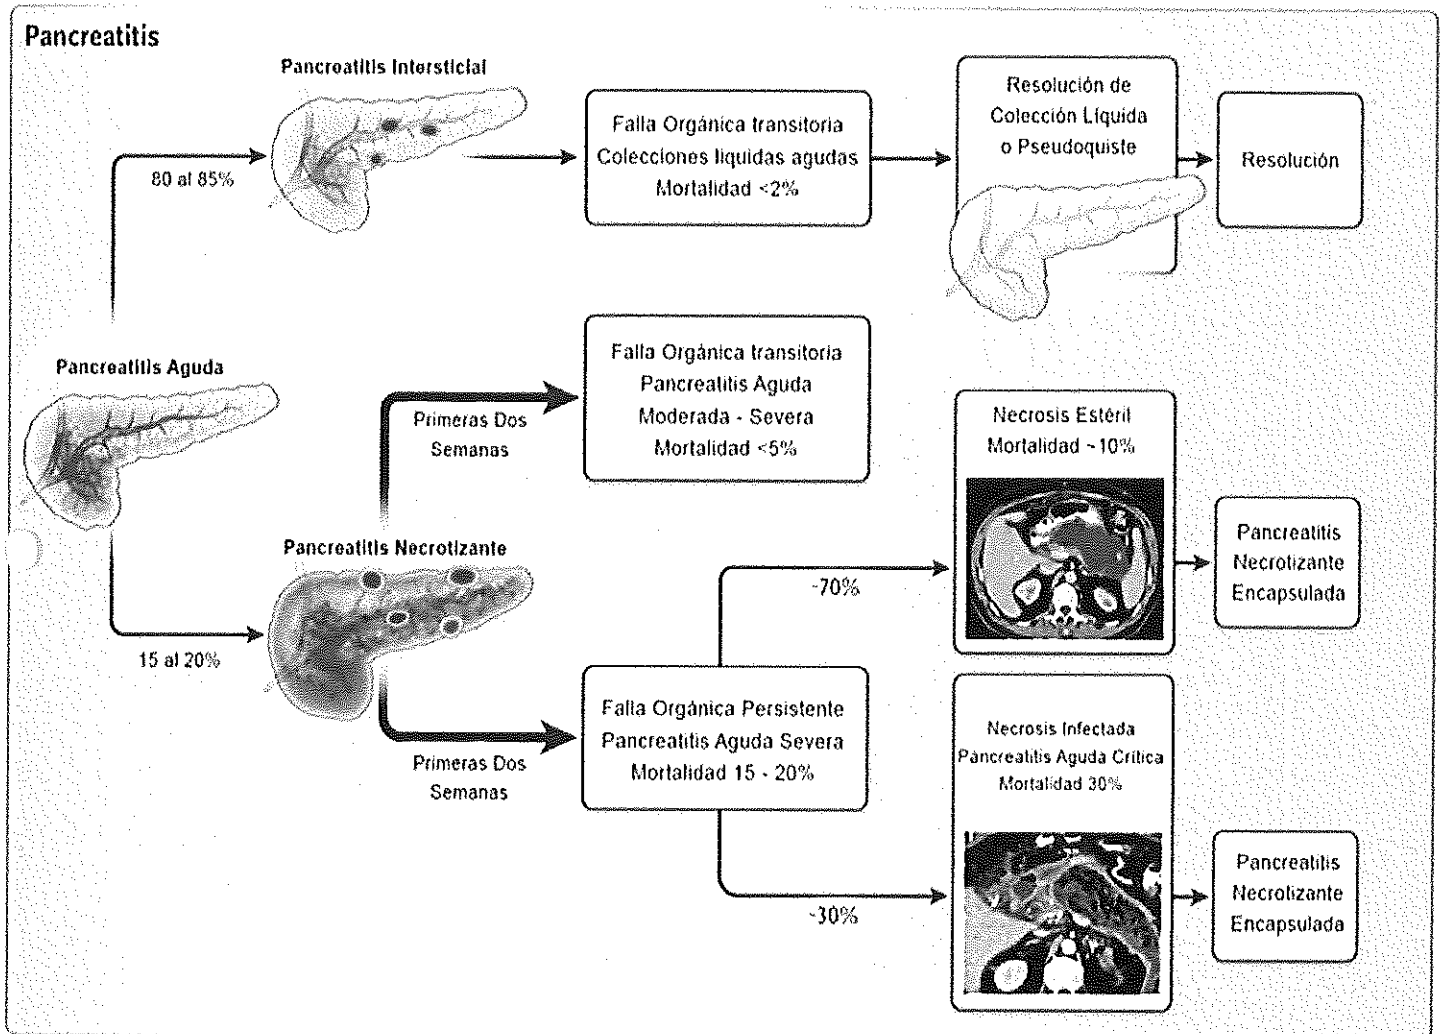 Pancreatitis
Pancreatitis Intersticial
80 al 85%
Falla Orgánica transitoria
Colecciones líquidas agudas
Mortalidad <2%
Resolución de
Colección Líquida
o Pseudoquiste
Resolución
Pancreatitis Aguda
Primeras Dos
Semanas
Falla Orgánica transitoria
Pancreatitis Aguda
Moderada - Severa
Mortalidad <5%
15 al 20%
Pancreatitis Necrotizante
Primeras Dos
Semanas
Falla Orgánica Persistente
Pancreatitis Aguda Severa
Mortalidad 15 - 20%
~70%
Necrosis Estéril
Mortalidad ~10%
Pancreatitis
Necrotizante
Encapsulada
~30%
Necrosis Infectada
Pancreatitis Aguda Crítica
Mortalidad 30%
Pancreatitis
Necrotizante
Encapsulada